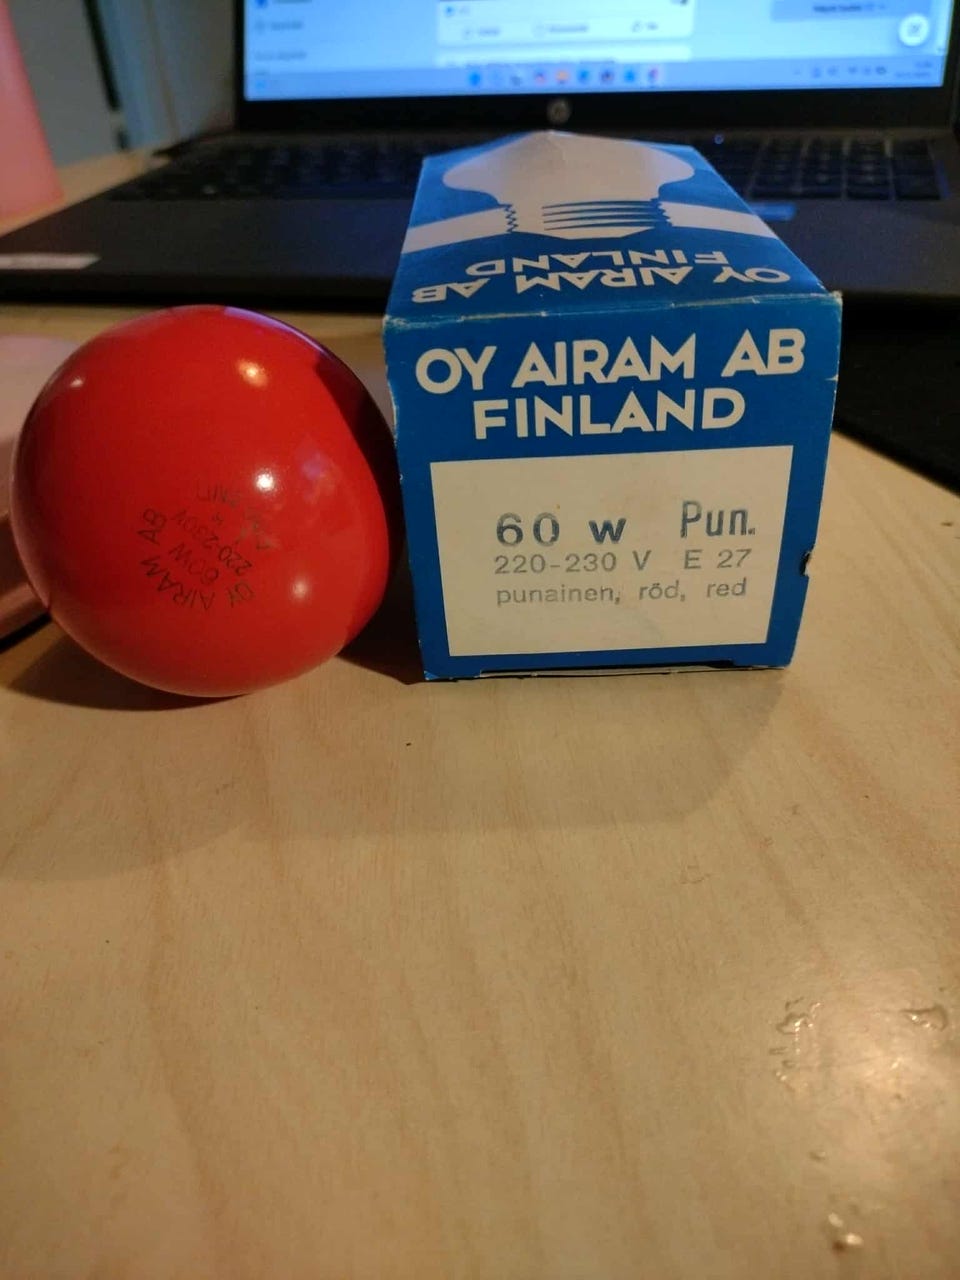 OY AIRAM AB
FINLAND
OY AIRAM AB
FINLAND
60 w Pun.
220-230 V E 27
punainen, röd, red
OY AIRAM AB
60W
220-230V